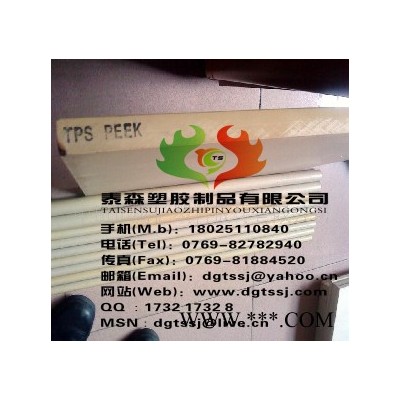 TPS PEEK
TS
泰森塑胶制品有限公司
TAISENSUJIAOZHIPINYOUXIANGONGSI
手机(M.b): 18025110840
电话(Tel): 0769-82782940
传真(Fax): 0769-81884520
邮箱(Email): dgtssj@yahoo.cn
网站(Web): www.dgtssj.com
QQ :1732 1732 8
MSN : dgtssj@live.cn
www.***.COM